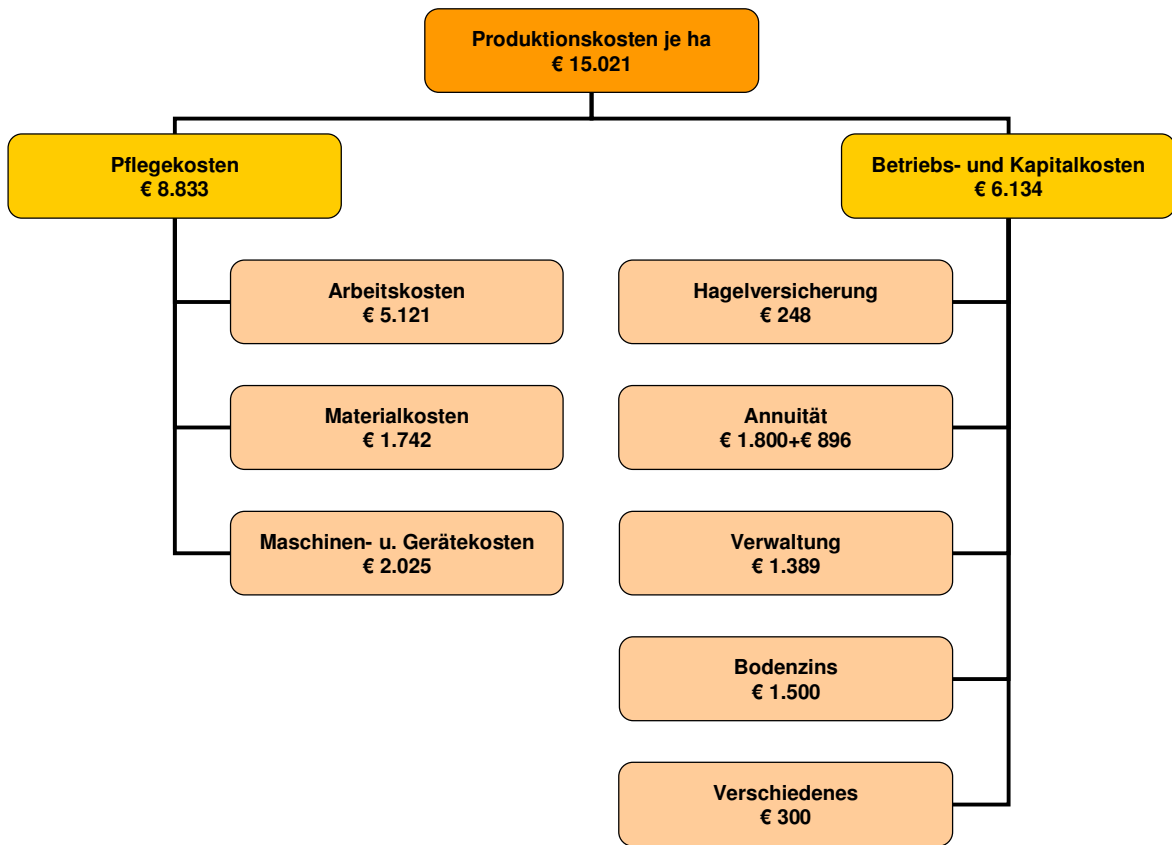 Produktionskosten je ha
€ 15.021
Pflegekosten
€ 8.833
Betriebs- und Kapitalkosten
€ 6.134
Arbeitskosten
€ 5.121
Materialkosten
€ 1.742
Maschinen- u. Gerätekosten
€ 2.025
Hagelversicherung
€ 248
Annuität
€ 1.800+€ 896
Verwaltung
€ 1.389
Bodenzins
€ 1.500
Verschiedenes
€ 300